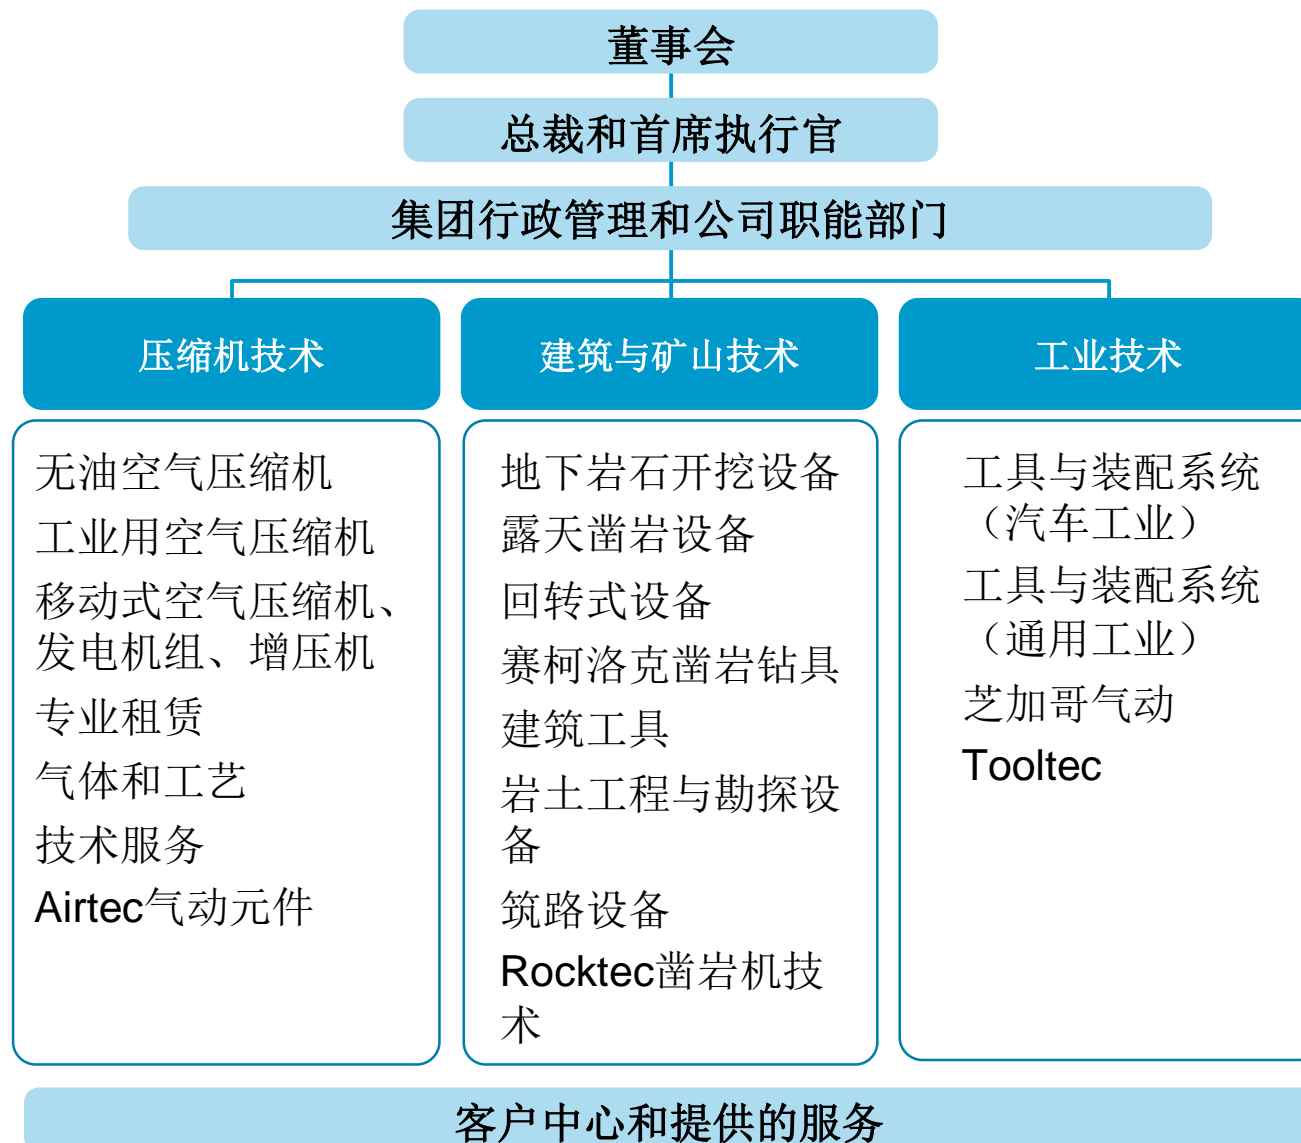 董事会
总裁和首席执行官
集团行政管理和公司职能部门
压缩机技术
建筑与矿山技术
工业技术
无油空气压缩机
工业用空气压缩机
移动式空气压缩机、
发电机组、增压机
专业租赁
气体和工艺
技术服务
Airtec气动元件
地下岩石开挖设备
露天凿岩设备
回转式设备
赛柯洛克凿岩钻具
建筑工具
岩土工程与勘探设
备
筑路设备
Rocktec凿岩机技
术
工具与装配系统
（汽车工业）
工具与装配系统
（通用工业）
芝加哥气动
Tooltec
客户中心和提供的服务